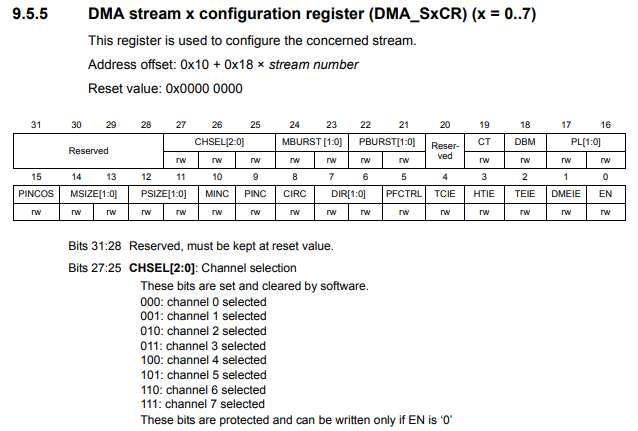 9.5.5 DMA stream x configuration register (DMA_SxCR) (x = 0..7)
This register is used to configure the concerned stream.
Address offset: 0x10 + 0x18 × stream number
Reset value: 0x0000 0000
31 30 29 28 27 26 25 24 23 22 21 20 19 18 17 16
Reserved CHSEL[2:0] MBURST [1:0] PBURST[1:0] Reser-
ved CT DBM PL[1:0]
rw rw rw rw rw rw rw rw rw rw rw
15 14 13 12 11 10 9 8 7 6 5 4 3 2 1 0
PINCOS MSIZE[1:0] PSIZE[1:0] MINC PINC CIRC DIR[1:0] PFCTRL TCIE HTIE TEIE DMEIE EN
rw rw rw rw rw rw rw rw rw rw rw rw rw rw rw rw
Bits 31:28 Reserved, must be kept at reset value.
Bits 27:25 CHSEL[2:0]: Channel selection
These bits are set and cleared by software.
000: channel 0 selected
001: channel 1 selected
010: channel 2 selected
011: channel 3 selected
100: channel 4 selected
101: channel 5 selected
110: channel 6 selected
111: channel 7 selected
These bits are protected and can be written only if EN is ‘0’